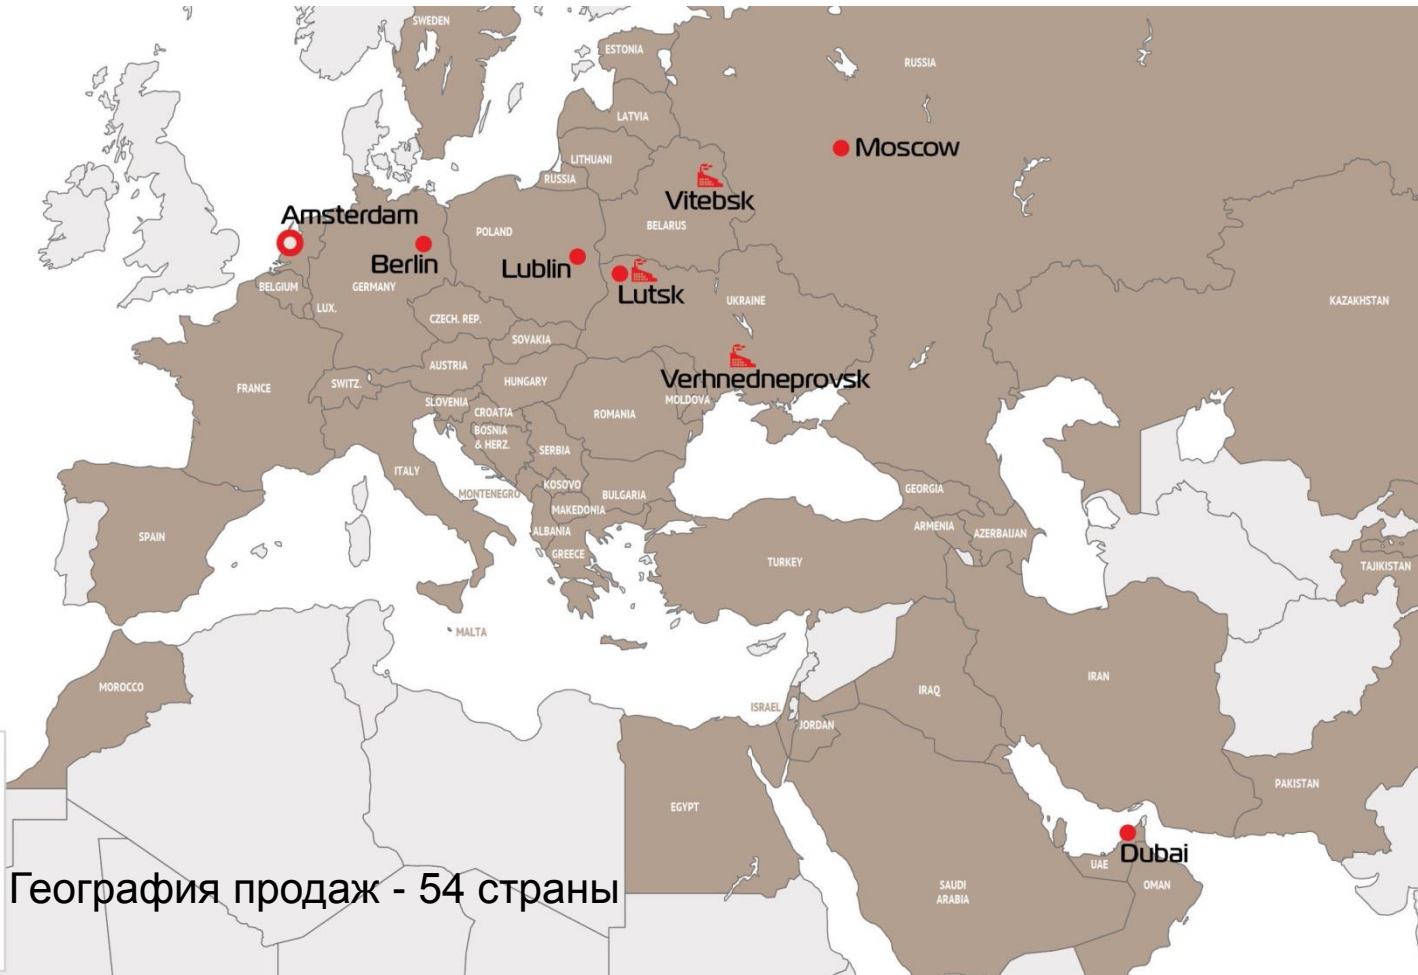 SWEDEN
ESTONIA
RUSSIA
LATVIA
Moscow
LITHUANI
RUSSIA
Vitebsk
Amsterdam
POLAND
BELARUS
Berlin
Lublin
BELGIUM
GERMANY
Lutsk
UKRAINE
KAZAKHSTAN
LUX.
CZECH. REP.
SOVAKIA
AUSTRIA
Verhnedneprovsk
FRANCE
SWITZ.
HUNGARY
MOLDOVA
SLOVENIA
CROATIA
ROMANIA
BOSNIA
& HERZ.
SERBIA
ITALY
KOSOVO
MONTENEGRO
BULGARIA
GEORGIA
MAKEDONIA
ARMENIA
AZERBAIJAN
SPAIN
ALBANIA
GREECE
TURKEY
TAJIKISTAN
MALTA
MOROCCO
IRAN
IRAQ
ISRAEL
JORDAN
EGYPT
PAKISTAN
Dubai
UAE
География продаж - 54 страны
SAUDI
ARABIA
OMAN